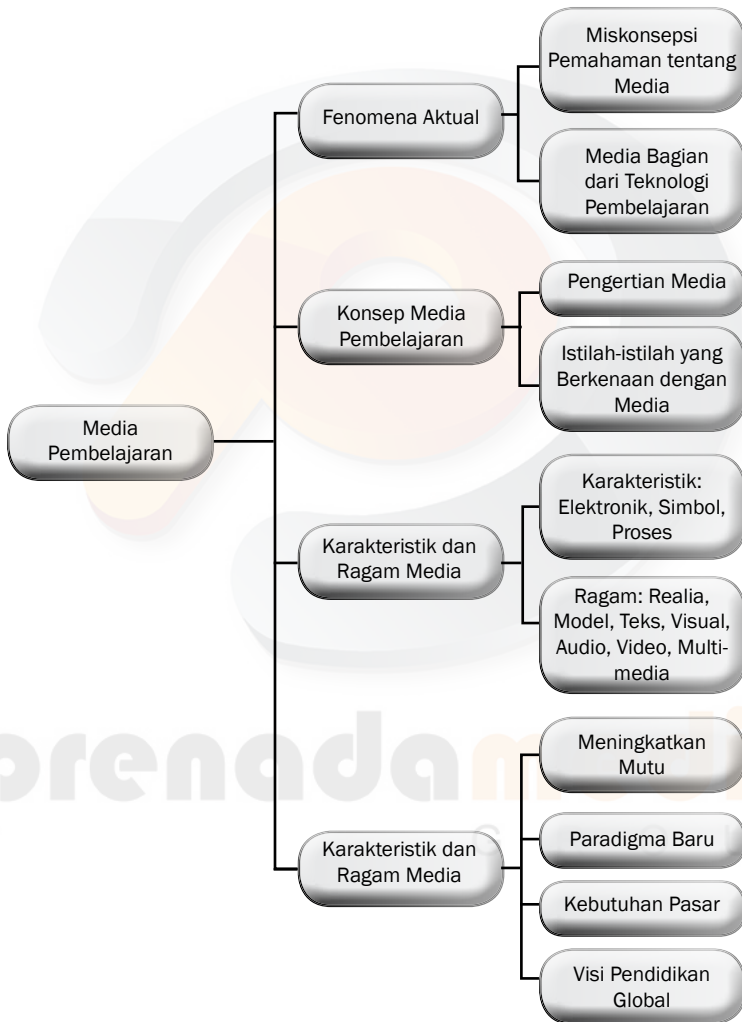 Media
Pembelajaran
Fenomena Aktual
Miskonsepsi
Pemahaman tentang
Media
Media Bagian
dari Teknologi
Pembelajaran
Konsep Media
Pembelajaran
Pengertian Media
Istilah-istilah yang
Berkenaan dengan
Media
Karakteristik dan
Ragam Media
Karakteristik:
Elektronik, Simbol,
Proses
Ragam: Realia,
Model, Teks, Visual,
Audio, Video, Multi-
media
Karakteristik dan
Ragam Media
Meningkatkan
Mutu
Paradigma Baru
Kebutuhan Pasar
Visi Pendidikan
Global
prenadamedi